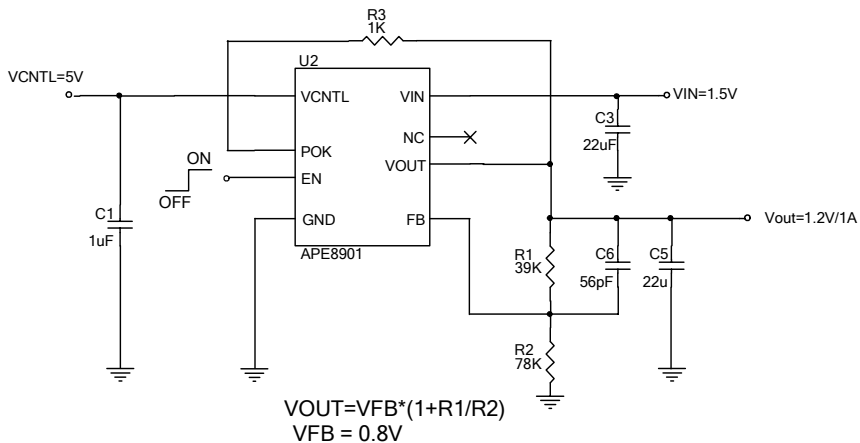 R3
1K
U2
VCNTL=5V
VCNTL
VIN
VIN=1.5V
C3
22uF
NC
POK
VOUT
ON
OFF
EN
C1
1uF
GND
FB
Vout=1.2V/1A
APE8901
R1
39K
C6
56pF
C5
22u
R2
78K
VOUT=VFB*(1+R1/R2)
VFB = 0.8V